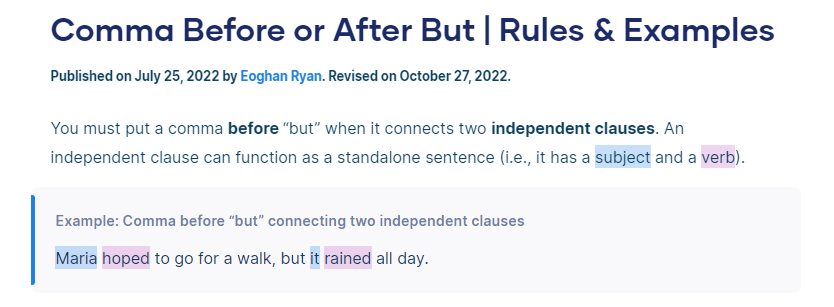 Comma Before or After But | Rules & Examples
Published on July 25, 2022 by Eoghan Ryan. Revised on October 27, 2022.
You must put a comma before “but” when it connects two independent clauses. An
independent clause can function as a standalone sentence (i.e., it has a subject and a verb).
Example: Comma before “but” connecting two independent clauses
Maria hoped to go for a walk, but it rained all day.